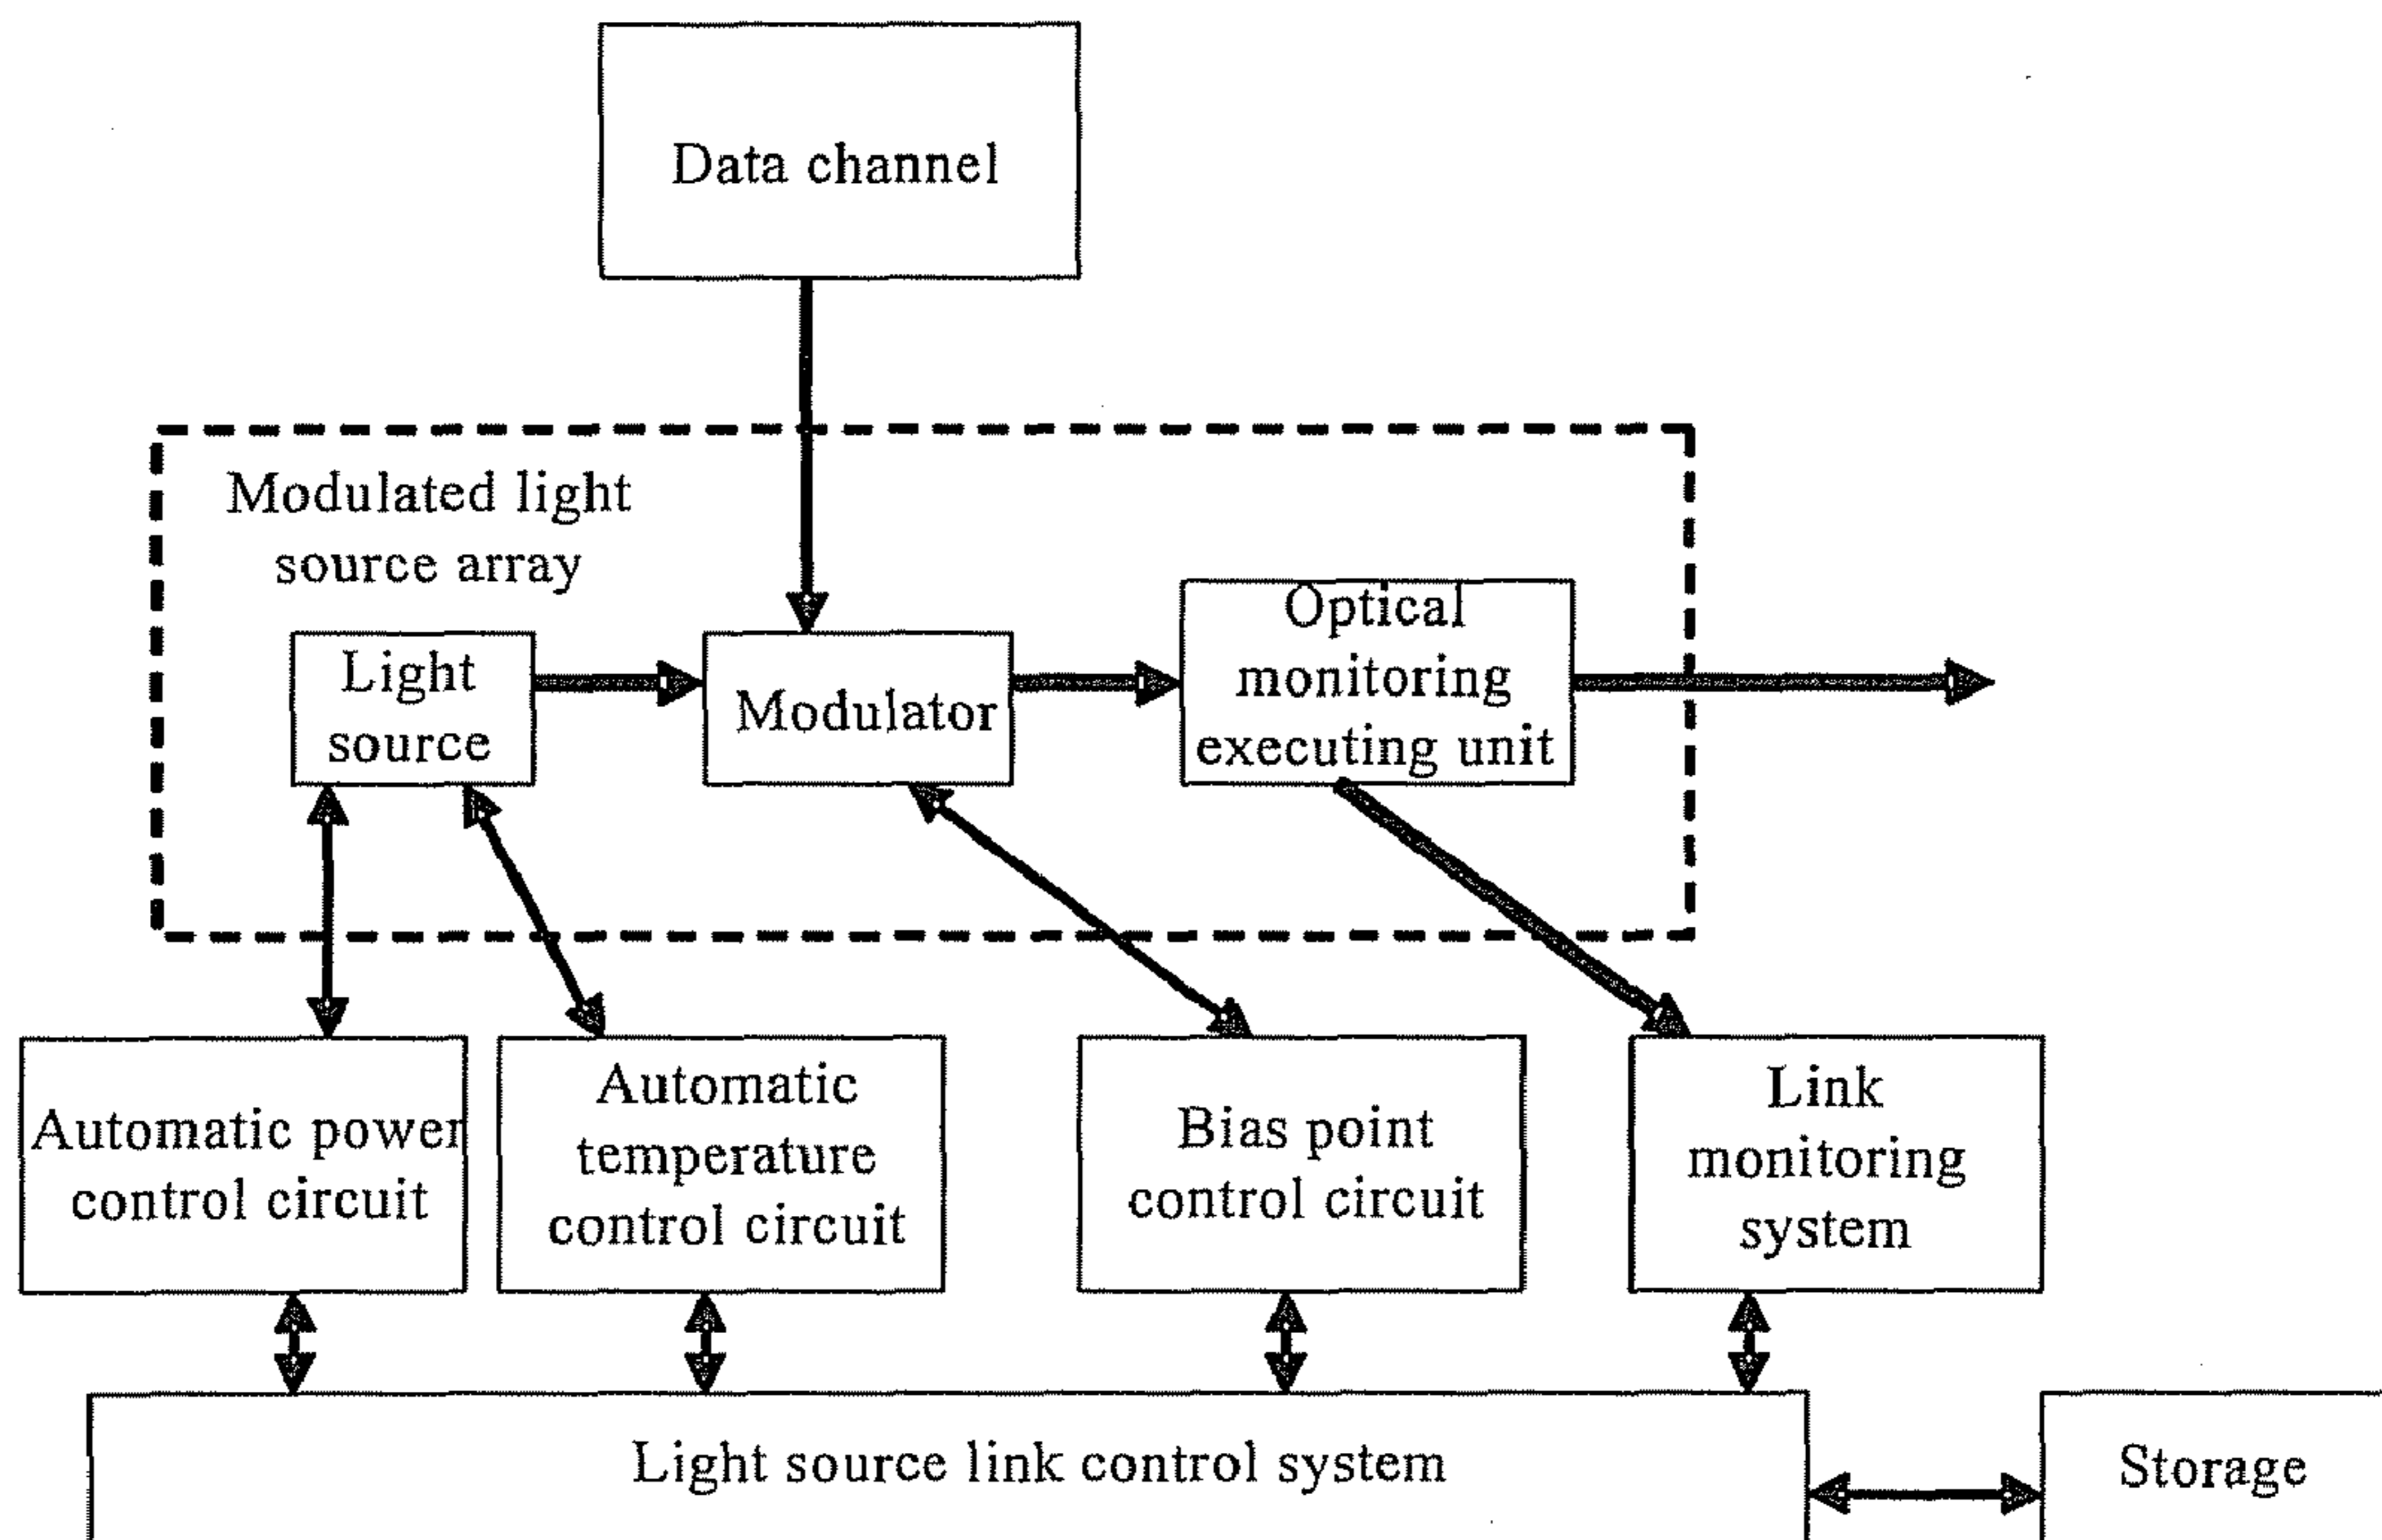 Data channel
Modulated light
source array
Light
source
Modulator
Optical
monitoring
executing unit
Automatic power
control circuit
Automatic
temperature
control circuit
Bias point
control circuit
Link
monitoring
system
Light source link control system
Storage